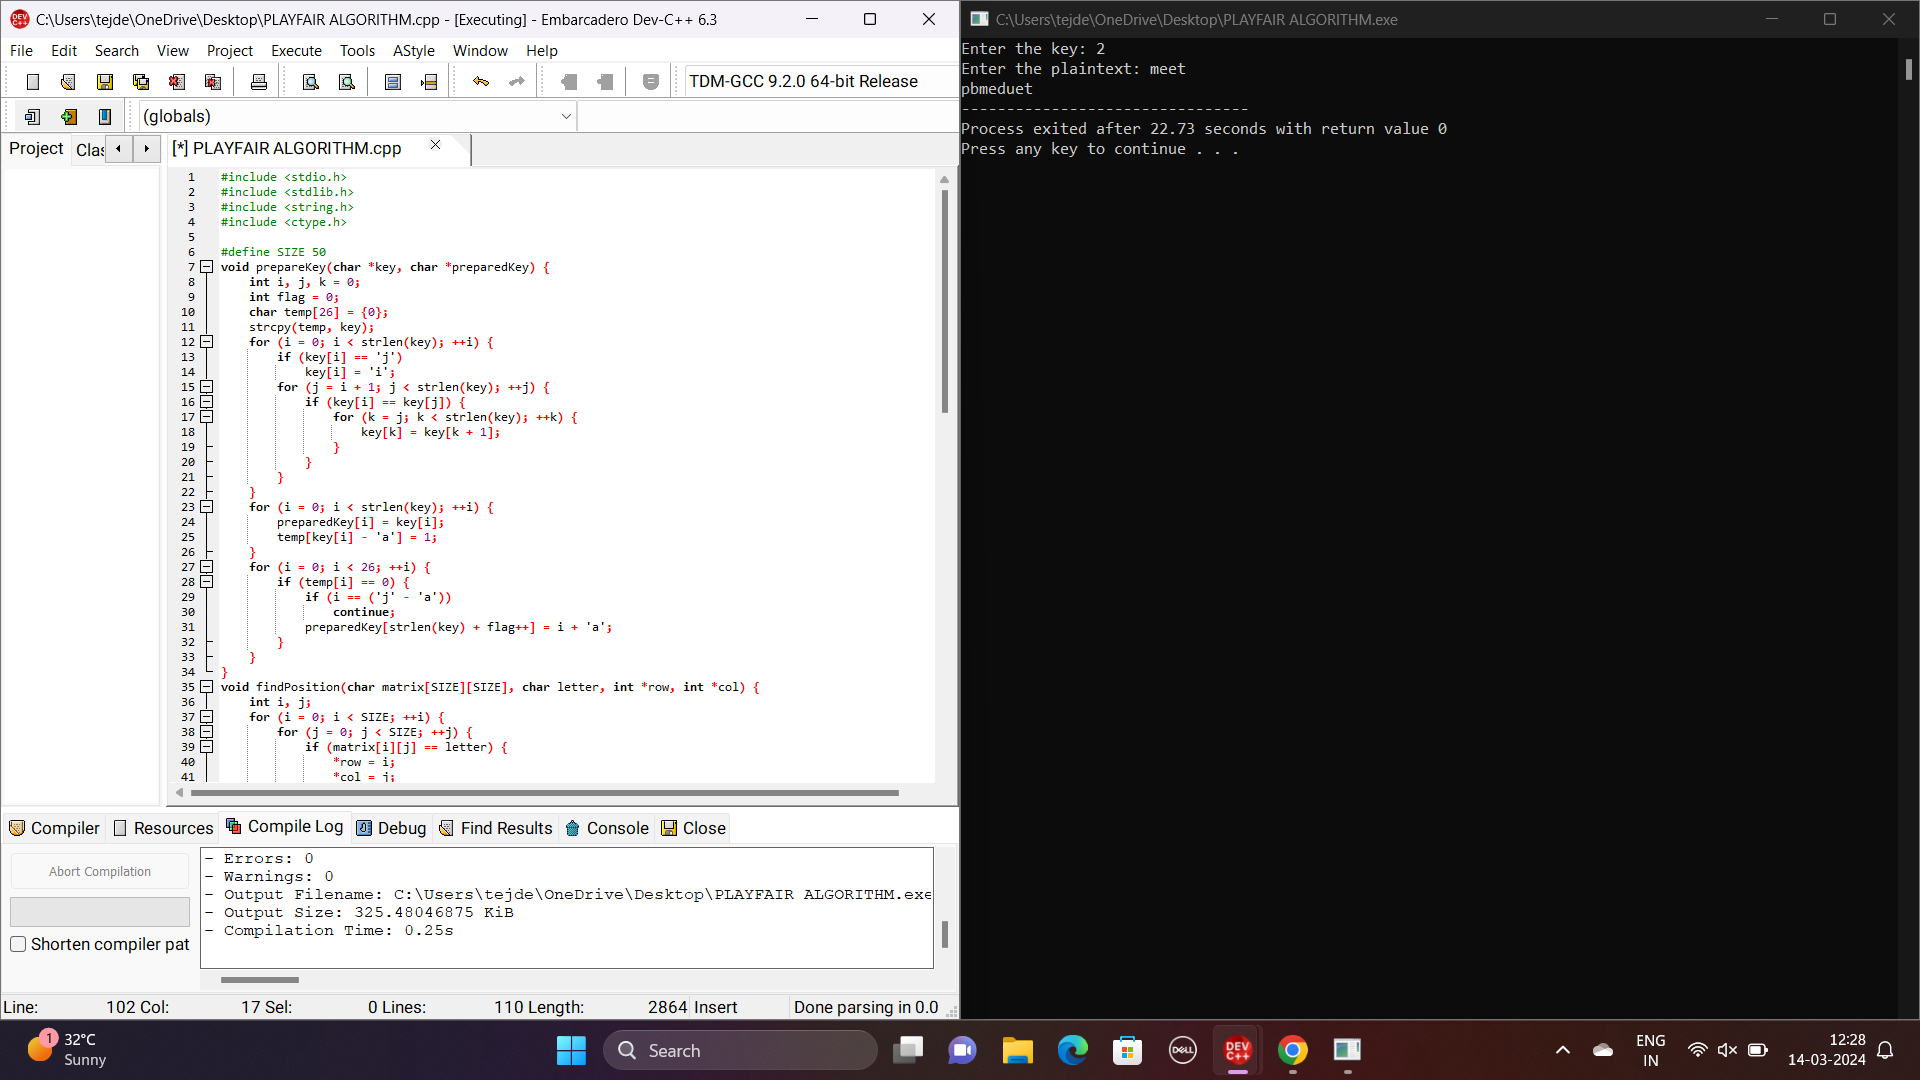 C:\Users\tejde\OneDrive\Desktop\PLAYFAIR ALGORITHM.cpp - [Executing] - Embarcadero Dev-C++ 6.3
File Edit Search View Project Execute Tools AStyle Window Help
TDM-GCC 9.2.0 64-bit Release
(globals)
Project Clas
[*] PLAYFAIR ALGORITHM.cpp
1 #include <stdio.h>
2 #include <stdlib.h>
3 #include <string.h>
4 #include <ctype.h>
5
6 #define SIZE 50
7 void prepareKey(char *key, char *preparedKey) {
8 int i, j, k = 0;
9 int flag = 0;
10 char temp[26] = {0};
11 strcpy(temp, key);
12 for (i = 0; i < strlen(key); ++i) {
13 if (key[i] == 'j')
14 key[i] = 'i';
15 for (j = i + 1; j < strlen(key); ++j) {
16 if (key[i] == key[j]) {
17 for (k = j; k < strlen(key); ++k) {
18 key[k] = key[k + 1];
19 }
20 }
21 }
22 }
23 for (i = 0; i < strlen(key); ++i) {
24 preparedKey[i] = key[i];
25 temp[key[i] - 'a'] = 1;
26 }
27 for (i = 0; i < 26; ++i) {
28 if (temp[i] == 0) {
29 if (i == ('j' - 'a'))
30 continue;
31 preparedKey[strlen(key) + flag++] = i + 'a';
32 }
33 }
34 }
35 void findPosition(char matrix[SIZE][SIZE], char letter, int *row, int *col) {
36 int i, j;
37 for (i = 0; i < SIZE; ++i) {
38 for (j = 0; j < SIZE; ++j) {
39 if (matrix[i][j] == letter) {
40 *row = i;
41 *col = j;
Compiler Resources Compile Log Debug Find Results Console Close
Abort Compilation
Shorten compiler pat
- Errors: 0
- Warnings: 0
- Output Filename: C:\Users\tejde\OneDrive\Desktop\PLAYFAIR ALGORITHM.exe
- Output Size: 325.48046875 KiB
- Compilation Time: 0.25s
Line: 102 Col: 17 Sel: 0 Lines: 110 Length: 2864 Insert Done parsing in 0.0
C:\Users\tejde\OneDrive\Desktop\PLAYFAIR ALGORITHM.exe
Enter the key: 2
Enter the plaintext: meet
pbmeduet
--------------------------------
Process exited after 22.73 seconds with return value 0
Press any key to continue . . .
1
32°C
Sunny
Search
DELL
DEV C++
ENG
IN
12:28
14-03-2024